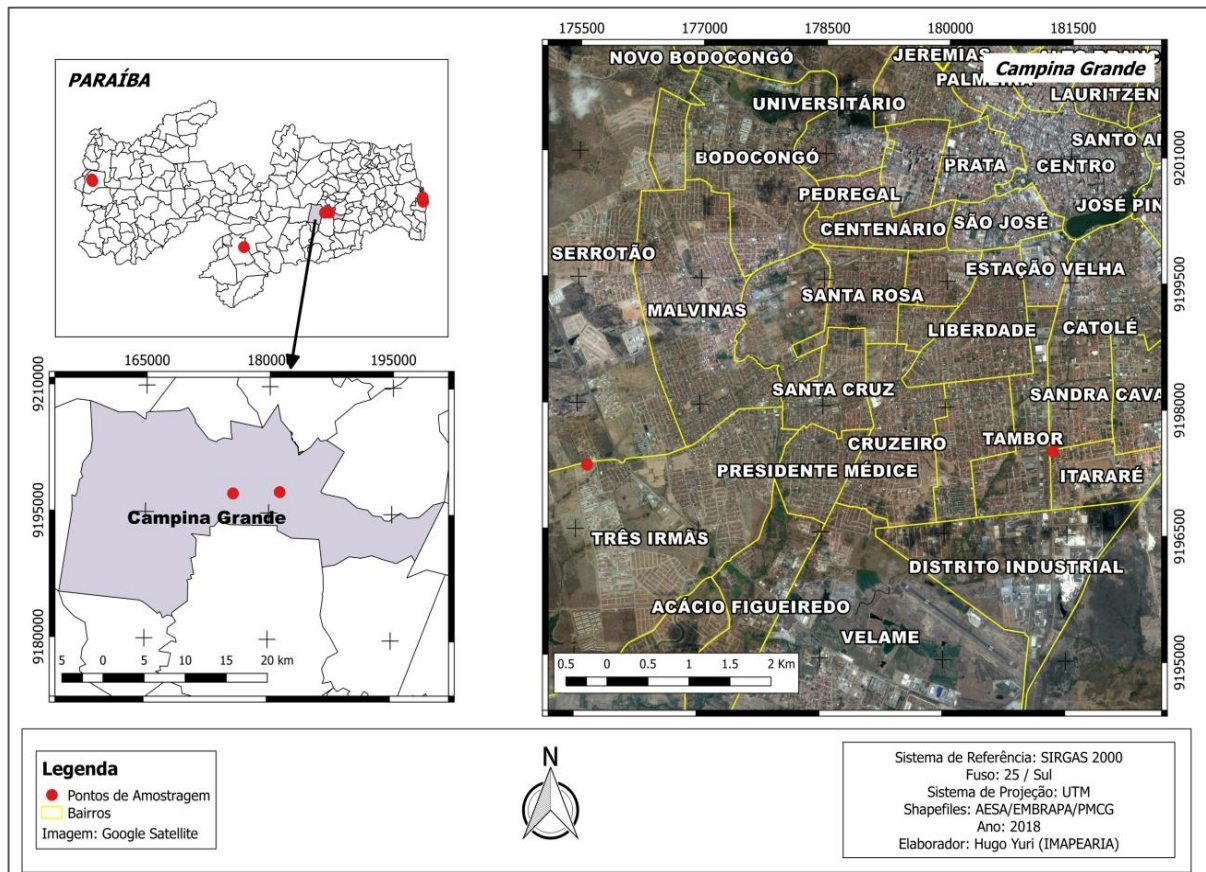 PARAÍBA
165000 180000 195000
9210000
9195000
9180000
Campina Grande
5 0 5 10 15 20 km
175500 177000 178500 180000 181500
9201000
9199500
9198000
9196500
9195000
Campina Grande
NOVO BODOCONGÓ
JEREMIAS
LAURITZEN
UNIVERSITÁRIO
SANTO
BODOCONGÓ
PRATA
CENTRO
PEDREGAL
JOSÉ PIN
CENTENÁRIO
SÃO JOSÉ
SERROTÃO
ESTAÇÃO VELHA
MALVINAS
SANTA ROSA
LIBERDADE
CATOLÉ
SANTA CRUZ
SANDRA CAVA
CRUZEIRO
TAMBOR
PRESIDENTE MÉDICE
ITARARÉ
TRÊS IRMÃS
DISTRITO INDUSTRIAL
ACÁCIO FIGUEIREDO
VELAME
0.5 0 0.5 1 1.5 2 Km
Legenda
Pontos de Amostragem
Bairros
Imagem: Google Satellite
N
Sistema de Referência: SIRGAS 2000
Fuso: 25 / Sul
Sistema de Projeção: UTM
Shapefiles: AESA/EMBRAPA/PMCG
Ano: 2018
Elaborador: Hugo Yuri (IMAPEARIA)